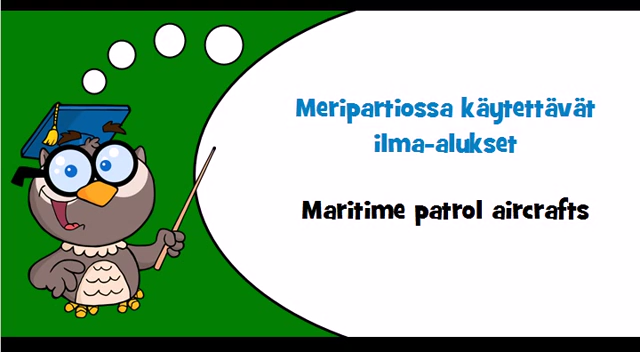 Meripartiossa käytettävät
ilma-alukset
Maritime patrol aircrafts